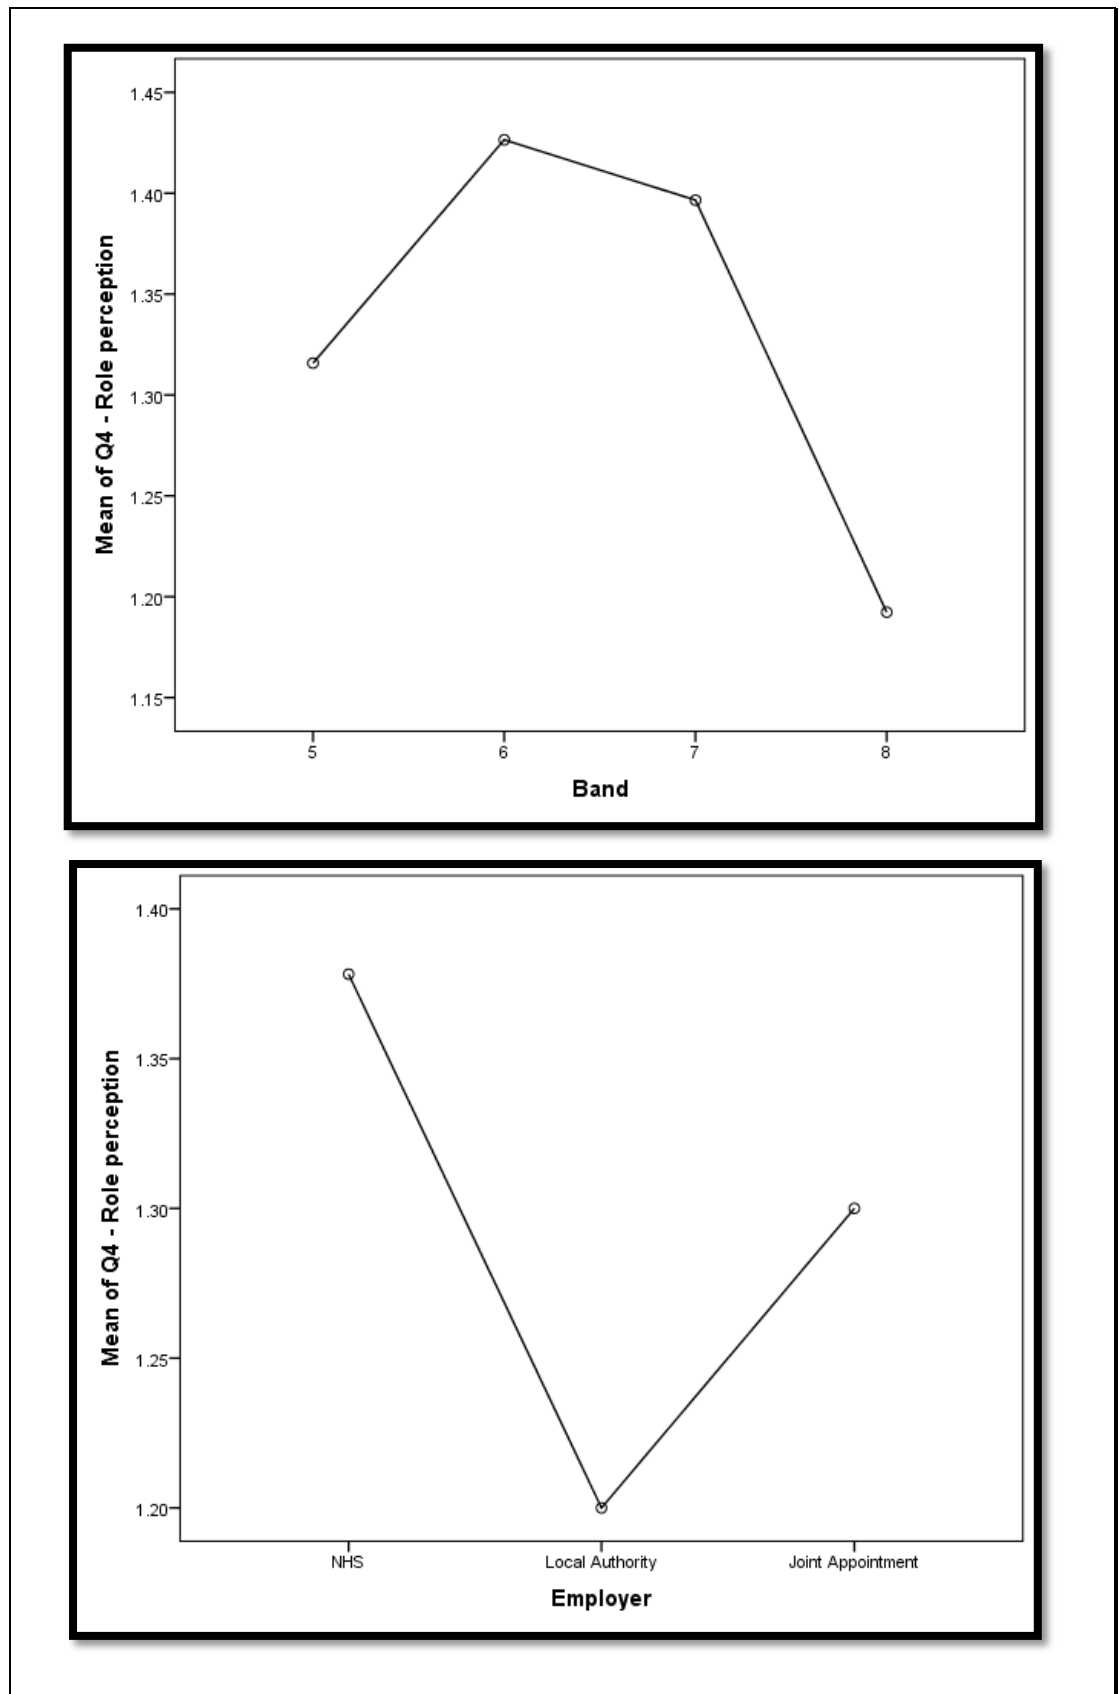 1.45
1.40
1.35
1.30
1.25
1.20
1.15
Mean of Q4 - Role perception
5 6 7 8
Band
1.40
1.35
1.30
1.25
1.20
Mean of Q4 - Role perception
NHS Local Authority Joint Appointment
Employer